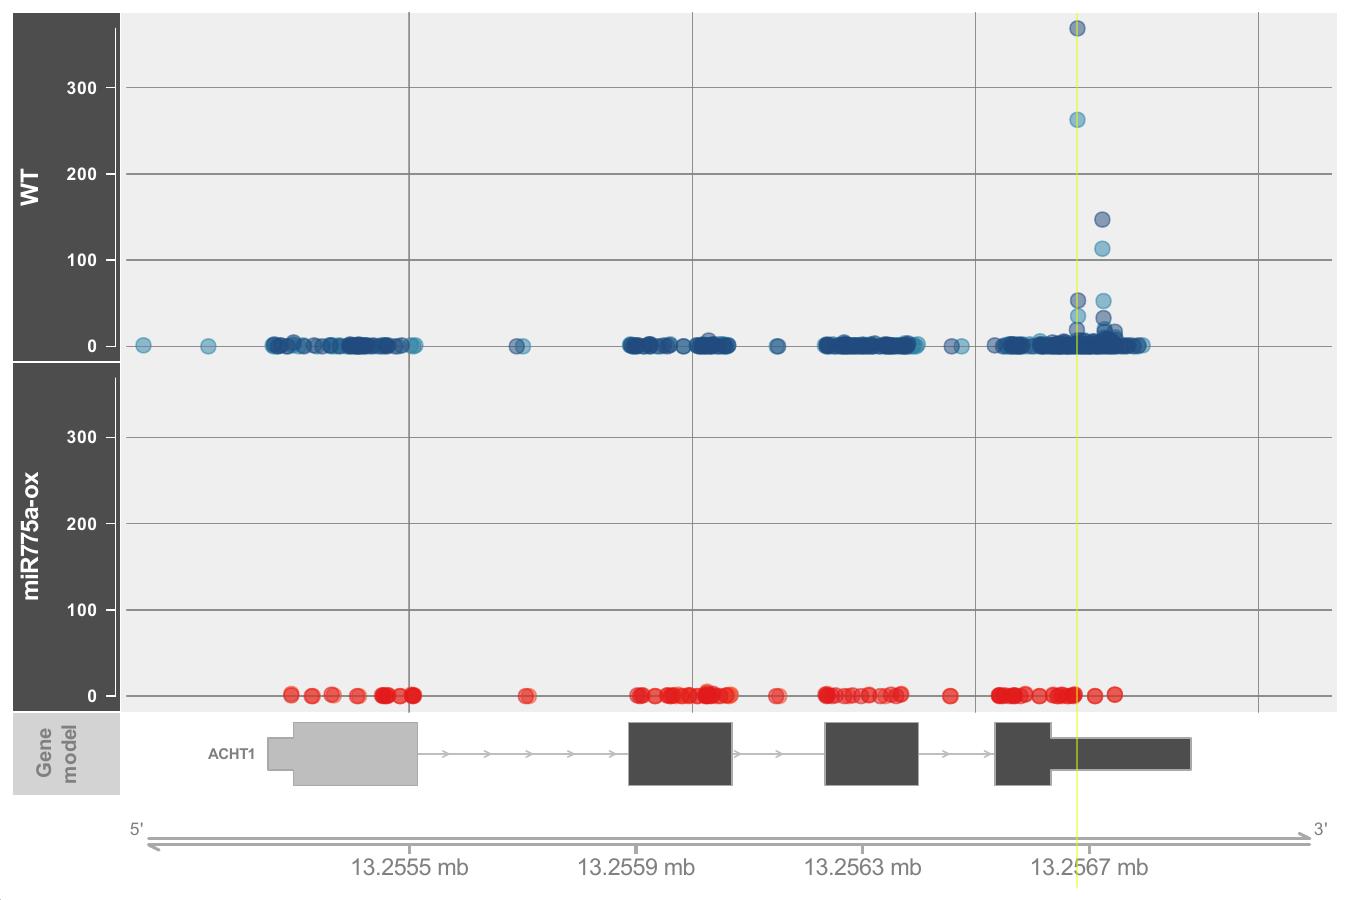 300
200
100
0
WT
300
200
100
0
miR775a-ox
Gene
model
ACHT1
5'
3'
13.2555 mb
13.2559 mb
13.2563 mb
13.2567 mb